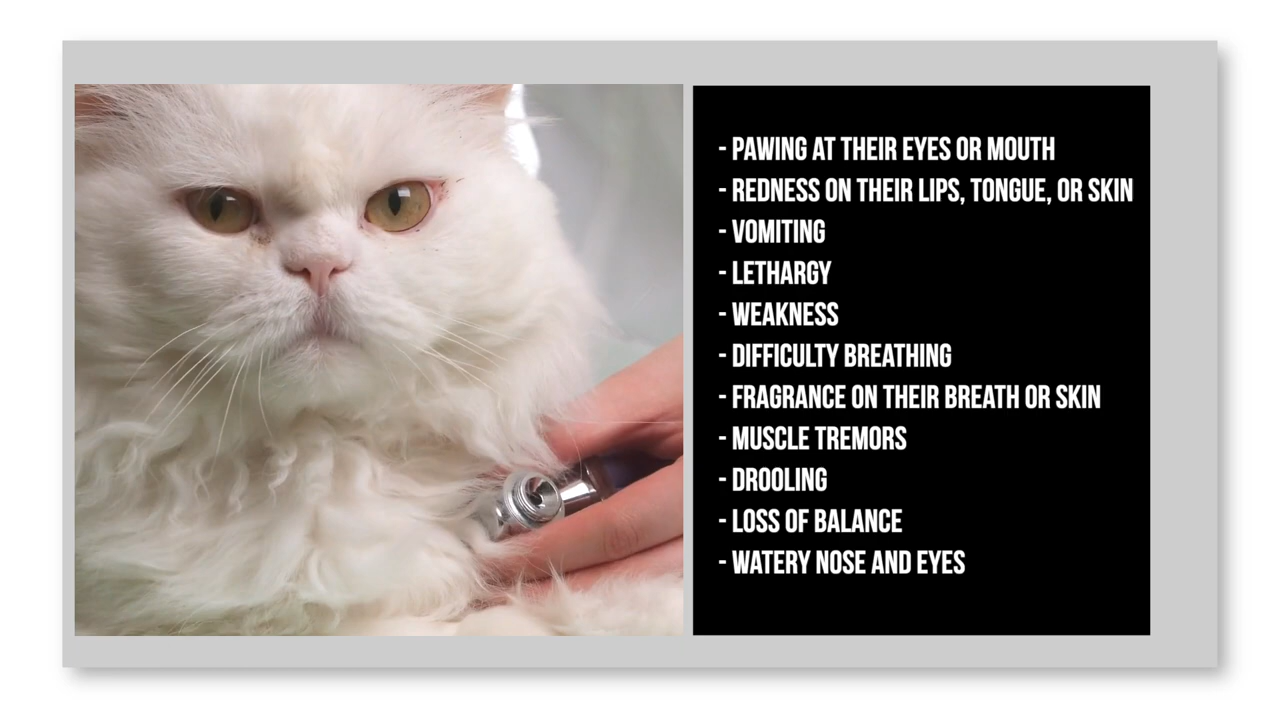 - PAWING AT THEIR EYES OR MOUTH
- REDNESS ON THEIR LIPS, TONGUE, OR SKIN
- VOMITING
- LETHARGY
- WEAKNESS
- DIFFICULTY BREATHING
- FRAGRANCE ON THEIR BREATH OR SKIN
- MUSCLE TREMORS
- DROOLING
- LOSS OF BALANCE
- WATERY NOSE AND EYES